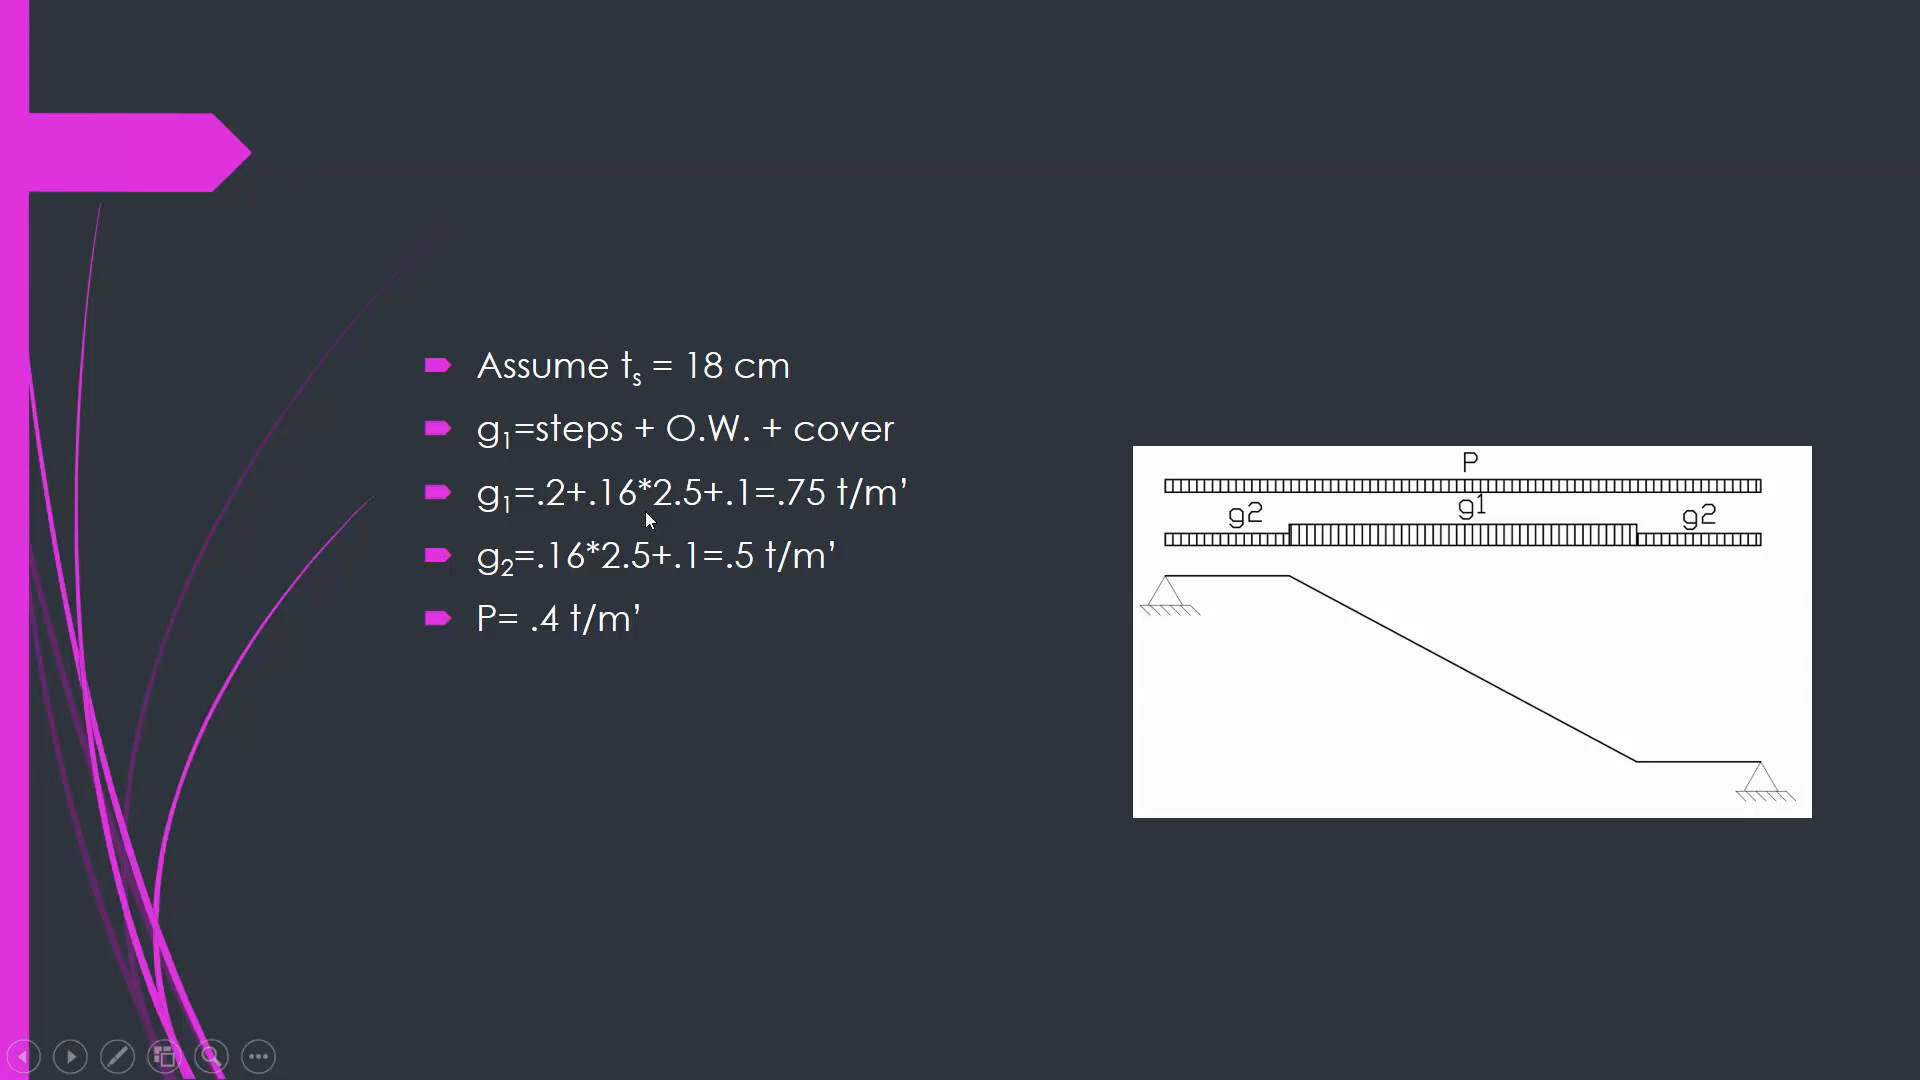 Assume ts = 18 cm
g1=steps + O.W. + cover
g1=.2+.16*2.5+.1=.75 t/m’
g2=.16*2.5+.1=.5 t/m’
P= .4 t/m’
P
g2 g1 g2